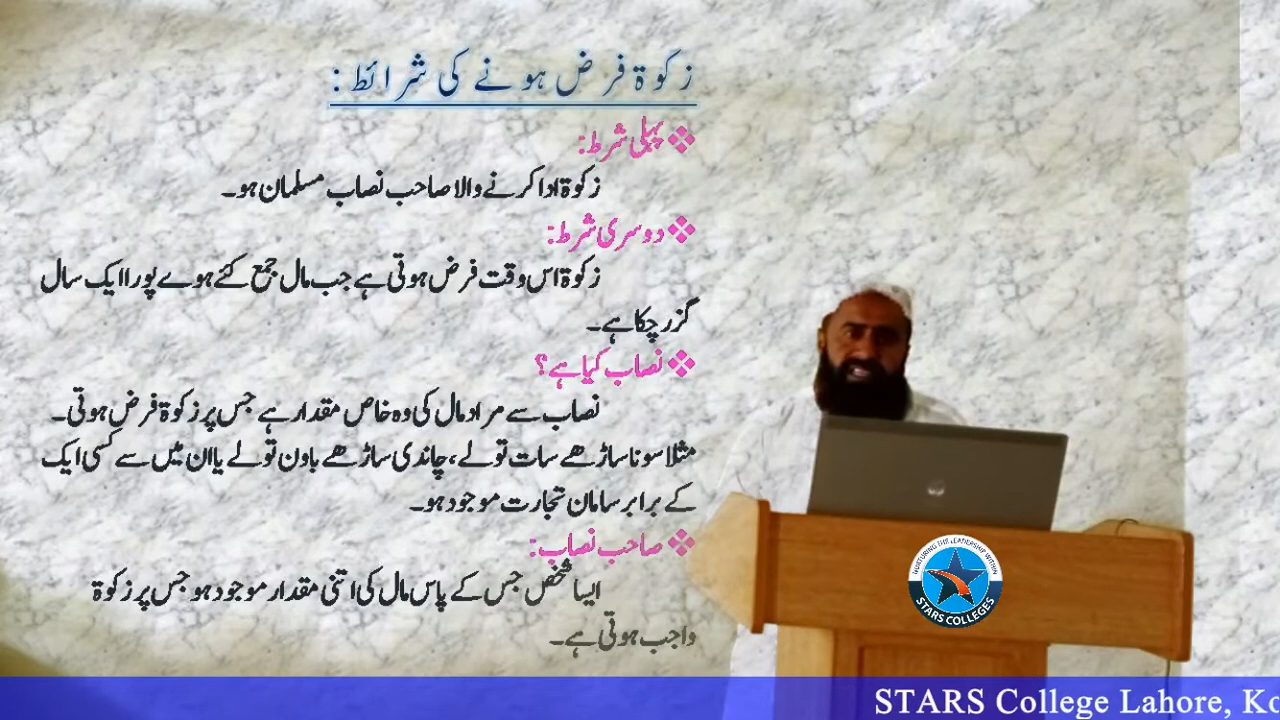 زکوۃ فرض ہونے کی شرائط:
❖ پہلی شرط:
زکوۃ ادا کرنے والا صاحب نصاب مسلمان ہو۔
❖ دوسری شرط:
زکوۃ اس وقت فرض ہوتی ہے جب مال جمع کئے ہوے پورا ایک سال
گزر چکا ہے۔
❖ نصاب کیا ہے؟
نصاب سے مراد مال کی وہ خاص مقدار ہے جس پر زکوۃ فرض ہوتی۔
مثلا سونا ساڑھے سات تولے، چاندی ساڑھے باون تولے یا ان میں سے کسی ایک
کے برابر سامان تجارت موجود ہو۔
❖ صاحب نصاب:
ایسا شخص جس کے پاس مال کی اتنی مقدار موجود ہو جس پر زکوۃ
واجب ہوتی ہے۔
NURTURING THE LEADERSHIP WITHIN
STARS COLLEGES
STARS College Lahore, Ko